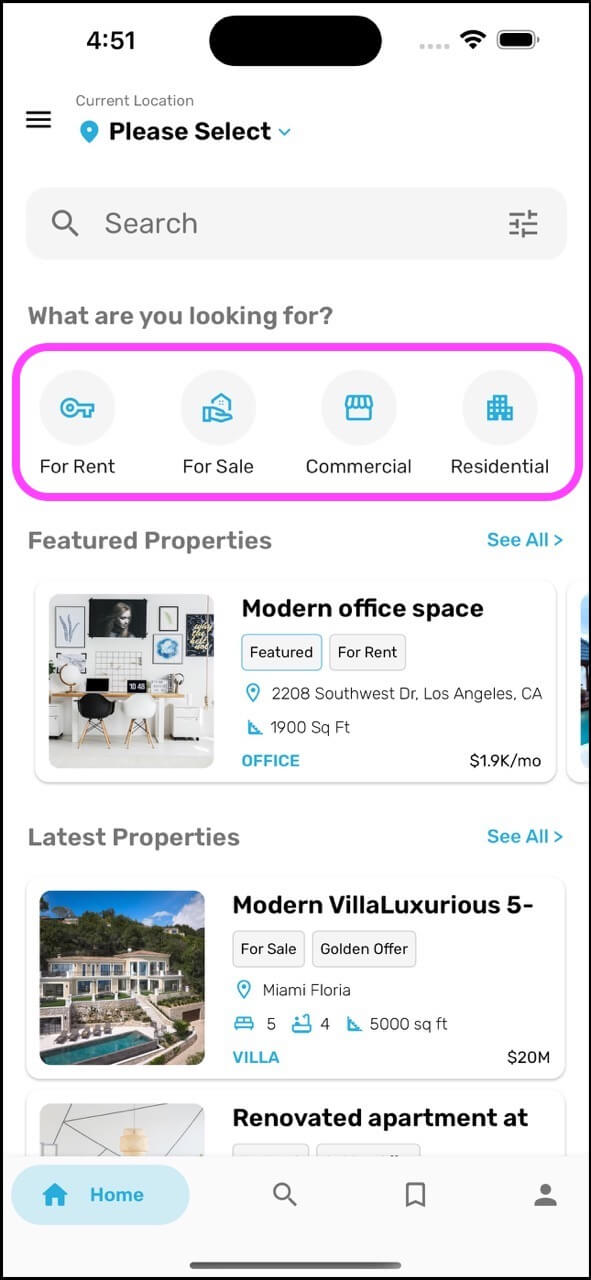 4:51
Current Location
Please Select
Search
What are you looking for?
For Rent For Sale Commercial Residential
Featured Properties See All >
Modern office space
Featured For Rent
2208 Southwest Dr, Los Angeles, CA
1900 Sq Ft
OFFICE $1.9K/mo
Latest Properties See All >
Modern VillaLuxurious 5-
For Sale Golden Offer
Miami Floria
5 4 5000 sq ft
VILLA $20M
Renovated apartment at
Home